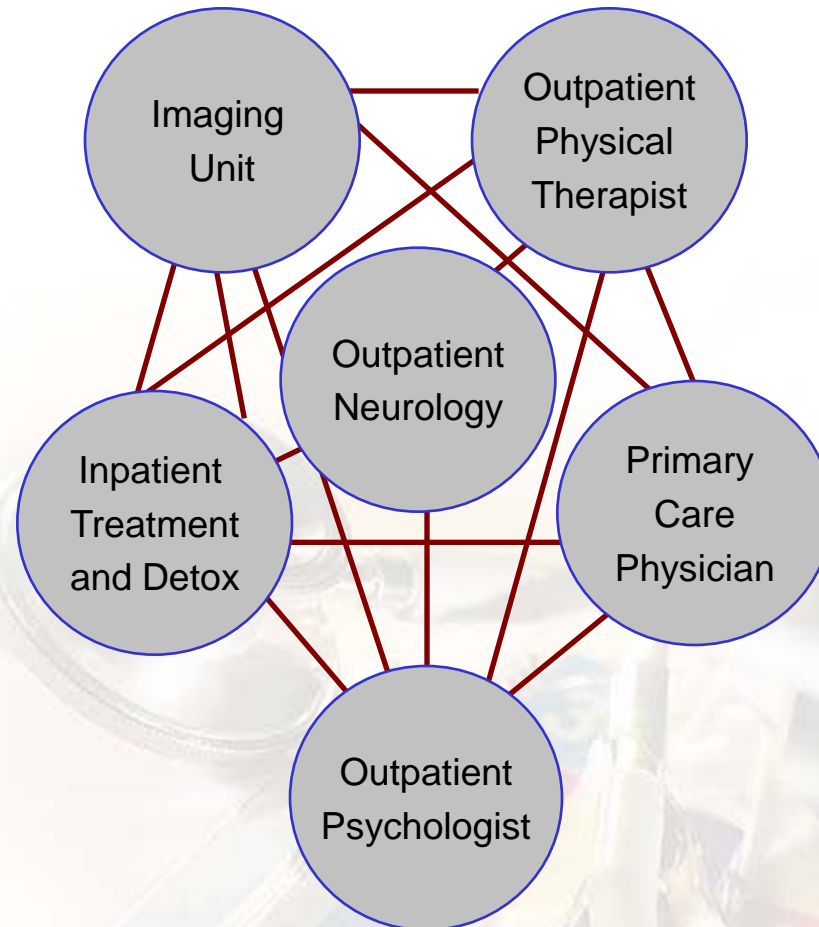 Imaging
Unit
Outpatient
Physical
Therapist
Outpatient
Neurology
Inpatient
Treatment
and Detox
Primary
Care
Physician
Outpatient
Psychologist